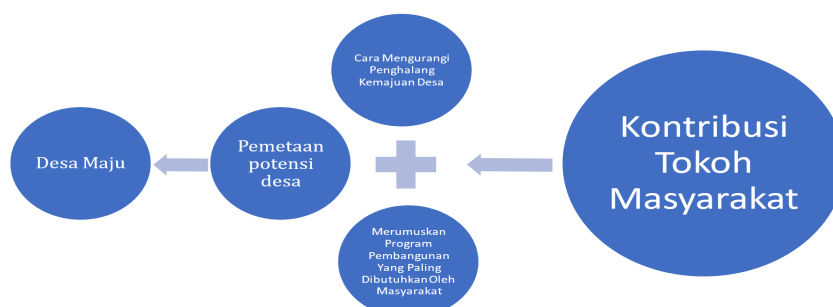 Cara Mengurangi
Penghalang
Kemajuan Desa
Desa Maju
Pemetaan
potensi
desa
Kontribusi
Tokoh
Masyarakat
Merumuskan
Program
Pembangunan
Yang Paling
Dibutuhkan Oleh
Masyarakat